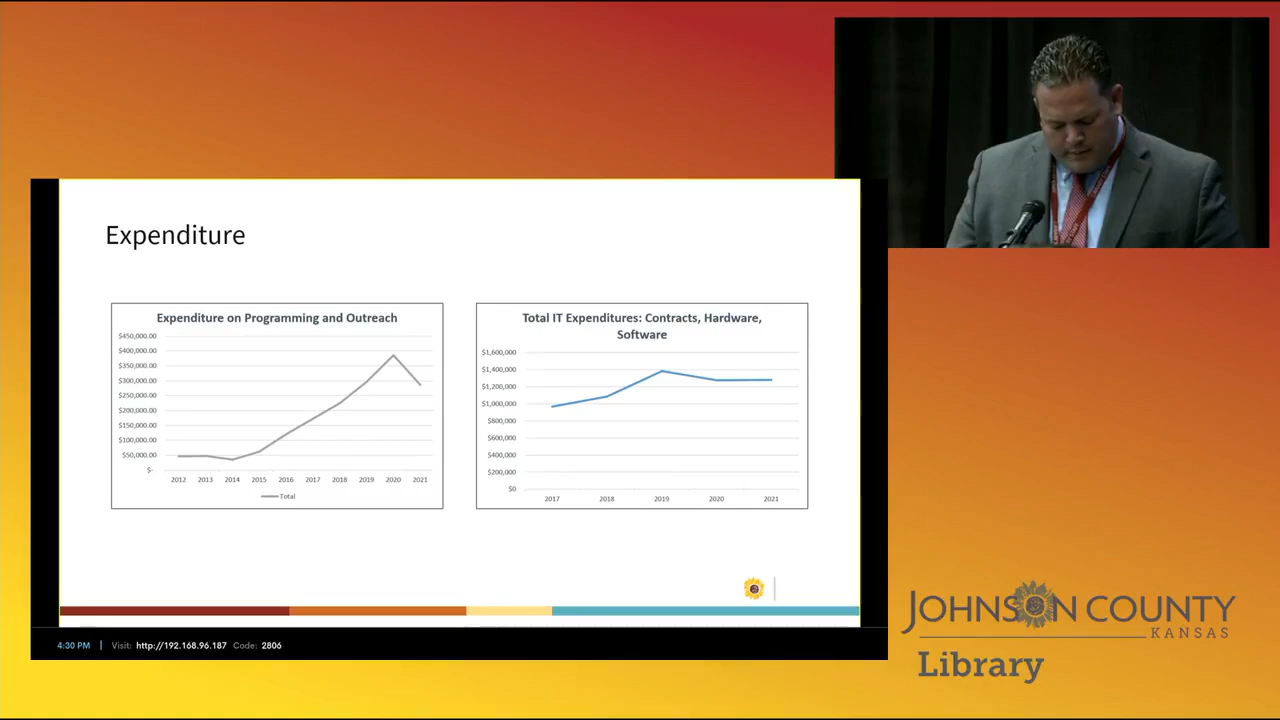 Expenditure
Expenditure on Programming and Outreach
$450,000.00
$400,000.00
$350,000.00
$300,000.00
$250,000.00
$200,000.00
$150,000.00
$100,000.00
$50,000.00
$-
2012 2013 2014 2015 2016 2017 2018 2019 2020 2021
Total
Total IT Expenditures: Contracts, Hardware,
Software
$1,600,000
$1,400,000
$1,200,000
$1,000,000
$800,000
$600,000
$400,000
$200,000
$0
2017 2018 2019 2020 2021
4:30 PM | Visit: http://192.168.96.187 Code: 2806
JOHNSON COUNTY
KANSAS
Library